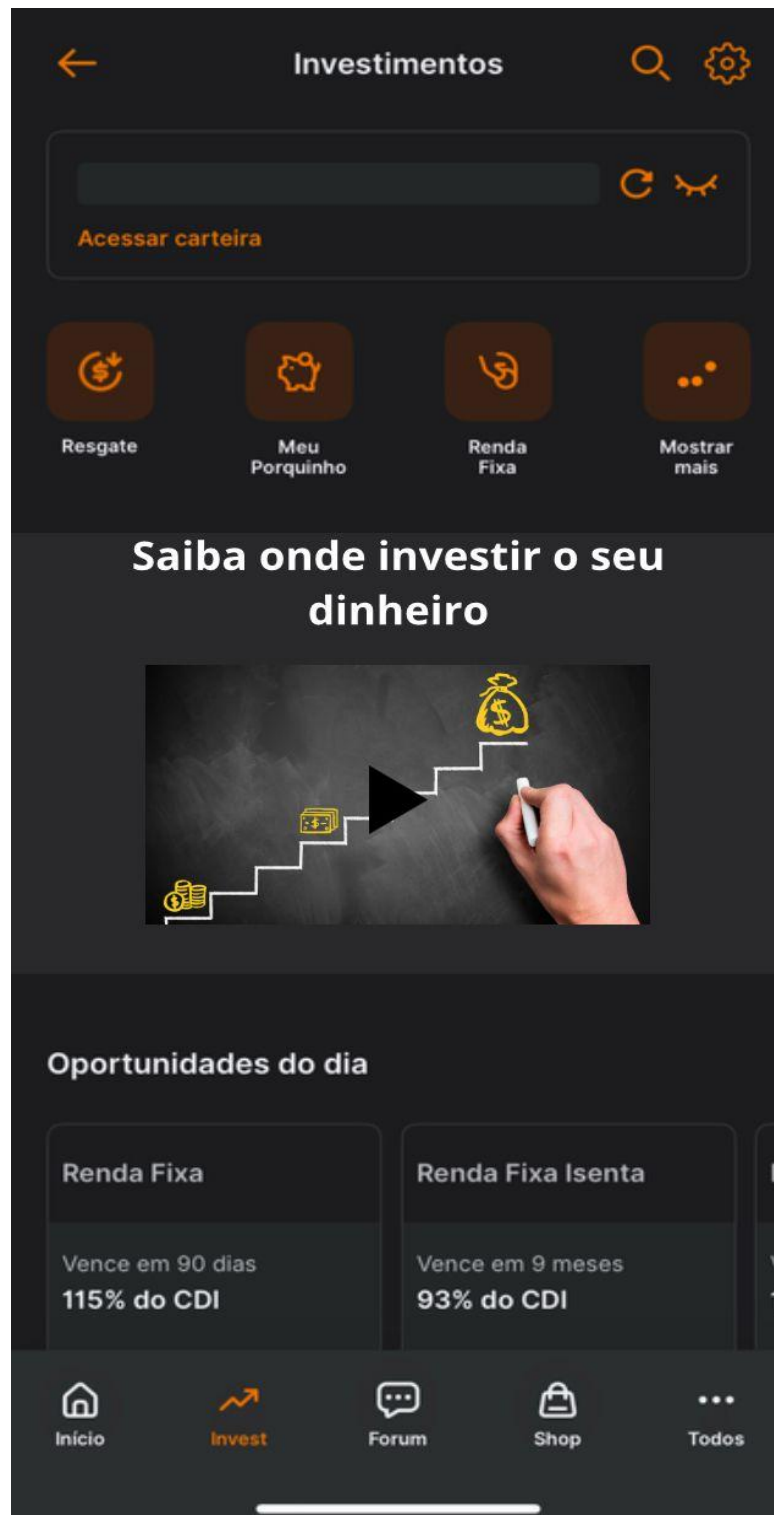 Investimentos
Acessar carteira
Resgate
Meu
Porquinho
Renda
Fixa
Mostrar
mais
Saiba onde investir o seu
dinheiro
Oportunidades do dia
Renda Fixa
Vence em 90 dias
115% do CDI
Renda Fixa Isenta
Vence em 9 meses
93% do CDI
Início
Invest
Forum
Shop
Todos